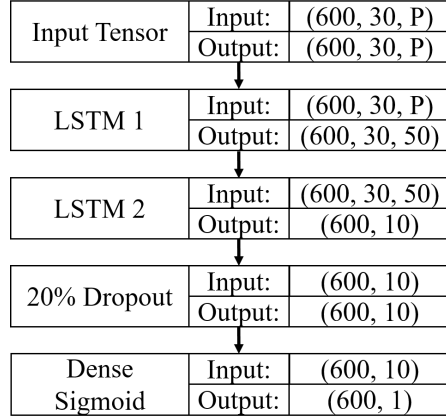 Input Tensor Input: (600, 30, P)
Output: (600, 30, P)
LSTM 1 Input: (600, 30, P)
Output: (600, 30, 50)
LSTM 2 Input: (600, 30, 50)
Output: (600, 10)
20% Dropout Input: (600, 10)
Output: (600, 10)
Dense Input: (600, 10)
Sigmoid Output: (600, 1)